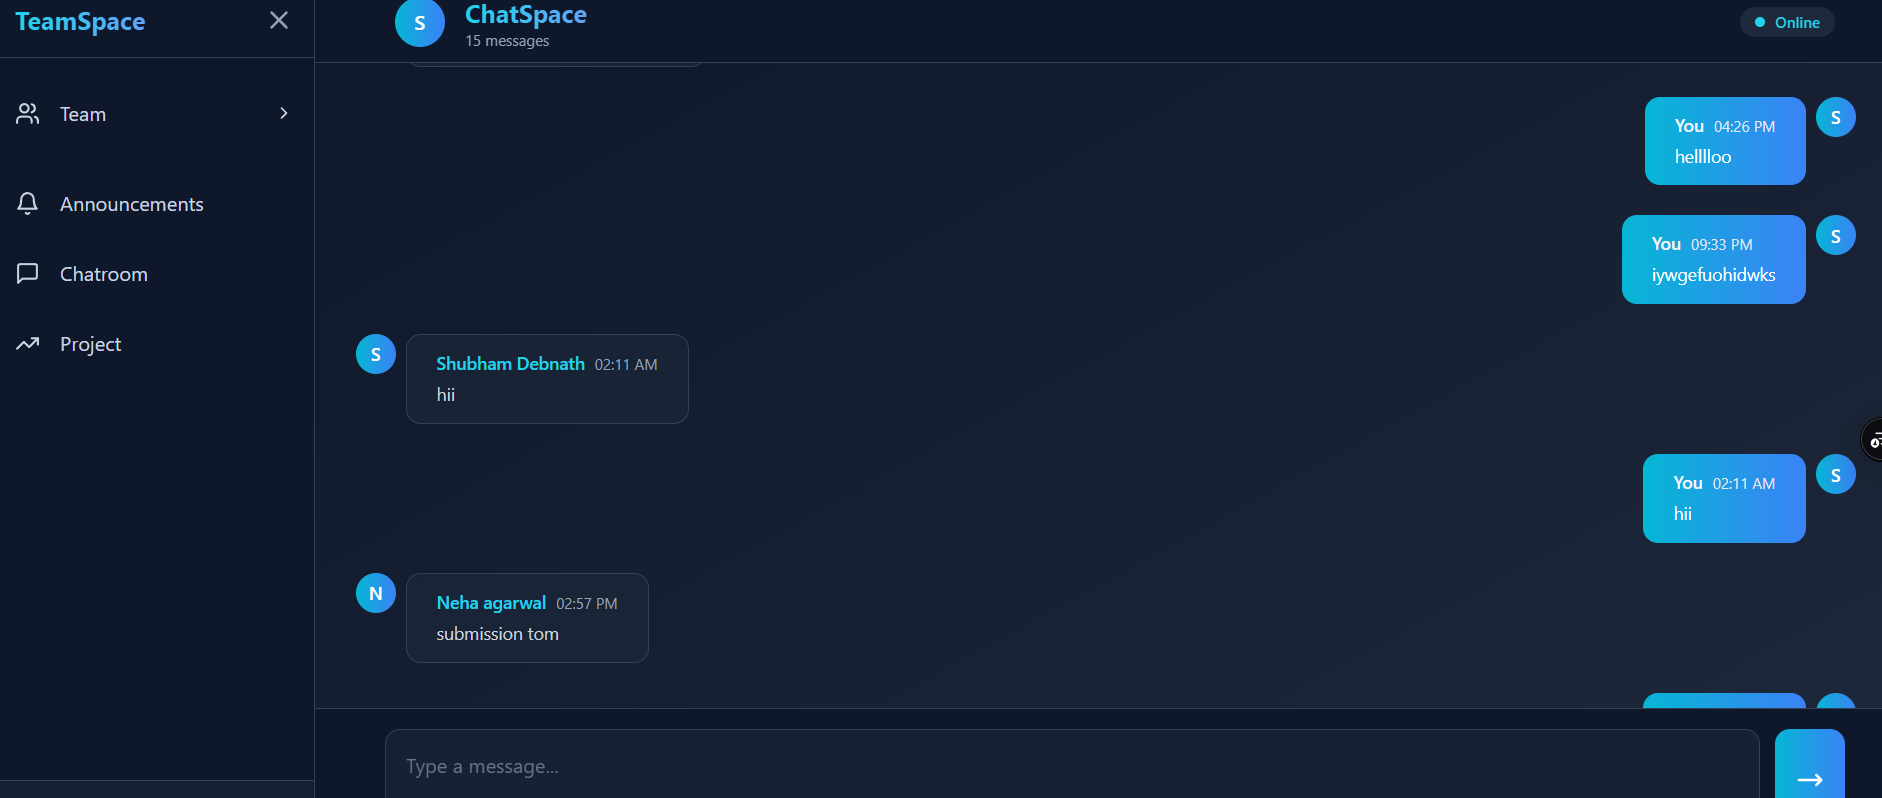 TeamSpace
Team
Announcements
Chatroom
Project
S
ChatSpace
15 messages
Online
You 04:26 PM
S
helllloo
You 09:33 PM
S
iywgefuohidwks
S
Shubham Debnath 02:11 AM
hii
You 02:11 AM
S
hii
N
Neha agarwal 02:57 PM
submission tom
Type a message...